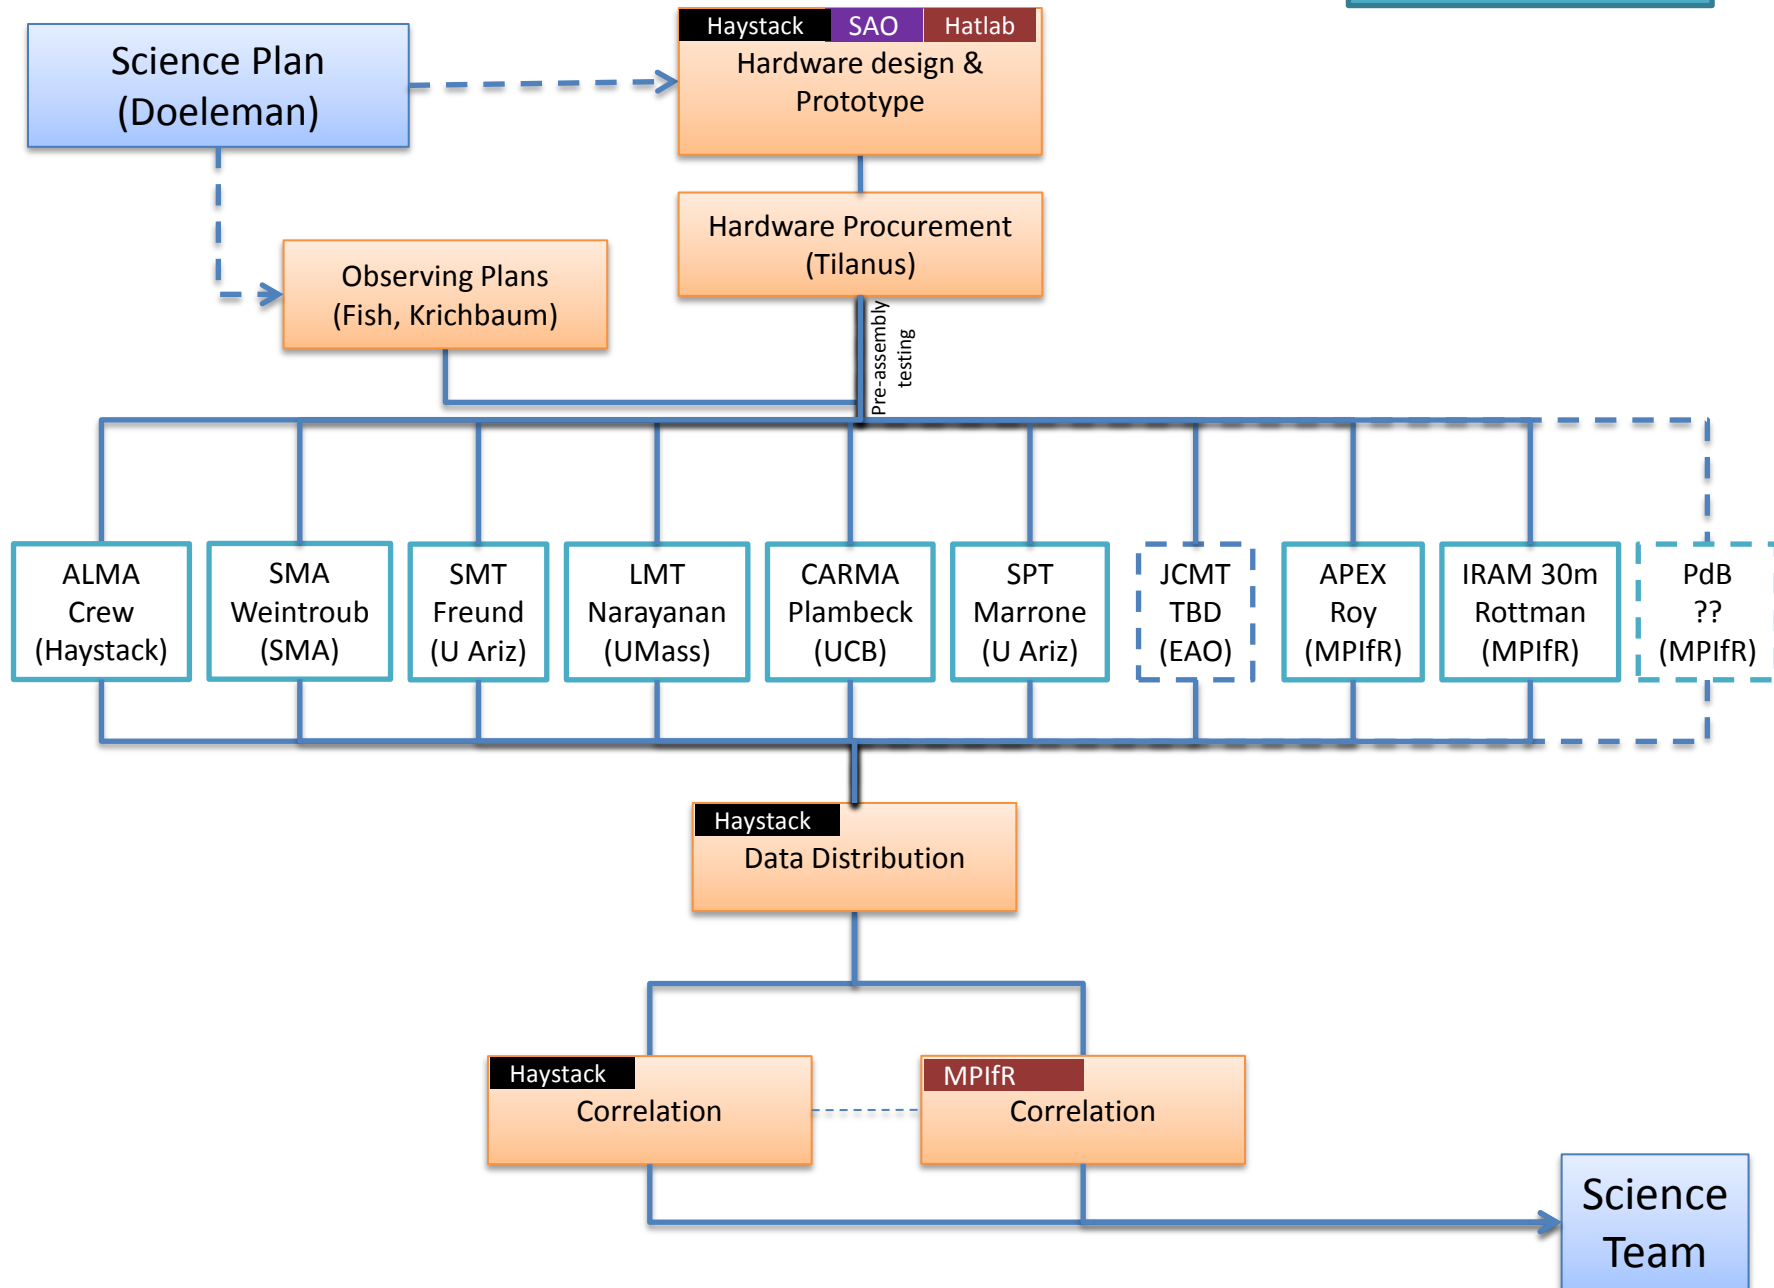 Haystack SAO Hatlab
Science Plan
(Doeleman)
Hardware design &
Prototype
Hardware Procurement
(Tilanus)
Observing Plans
(Fish, Krichbaum)
Pre-assembly
testing
ALMA
Crew
(Haystack)
SMA
Weintroub
(SMA)
SMT
Freund
(U Ariz)
LMT
Narayanan
(UMass)
CARMA
Plambeck
(UCB)
SPT
Marrone
(U Ariz)
JCMT
TBD
(EAO)
APEX
Roy
(MPIfR)
IRAM 30m
Rottman
(MPIfR)
PdB
??
(MPIfR)
Haystack
Data Distribution
Haystack
Correlation
MPIfR
Correlation
Science
Team